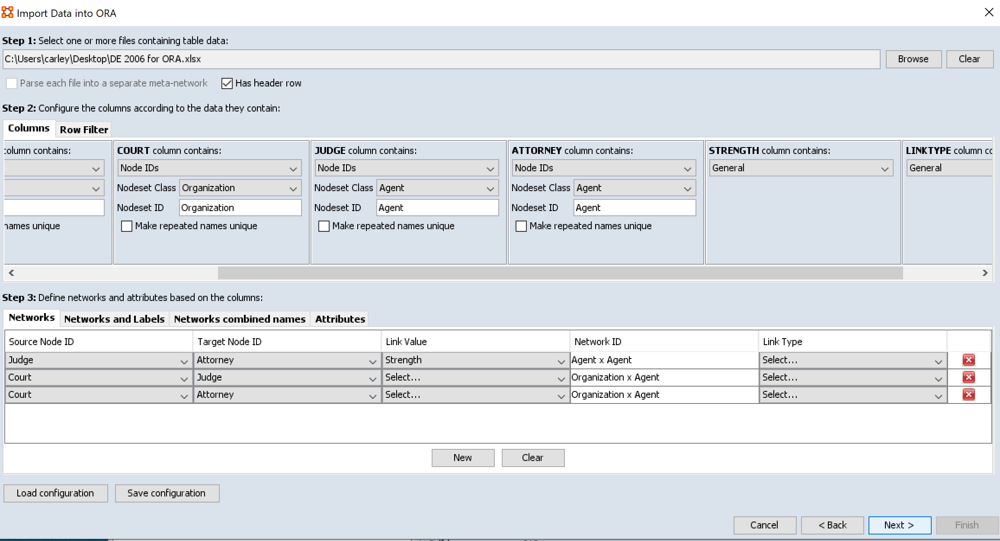 Import Data into ORA
Step 1: Select one or more files containing table data:
C:\Users\carley\Desktop\DE 2006 for ORA.xlsx
Browse
Clear
Parse each file into a separate meta-network
Has header row
Step 2: Configure the columns according to the data they contain:
Columns
Row Filter
column contains:
names unique
COURT column contains:
Node IDs
Nodeset Class Organization
Nodeset ID Organization
Make repeated names unique
JUDGE column contains:
Node IDs
Nodeset Class Agent
Nodeset ID Agent
Make repeated names unique
ATTORNEY column contains:
Node IDs
Nodeset Class Agent
Nodeset ID Agent
Make repeated names unique
STRENGTH column contains:
General
LINKTYPE column
General
Step 3: Define networks and attributes based on the columns:
Networks
Networks and Labels
Networks combined names
Attributes
Source Node ID Target Node ID Link Value Network ID Link Type
Judge Attorney Strength Agent x Agent Select...
Court Judge Select... Organization x Agent Select...
Court Attorney Select... Organization x Agent Select...
New
Clear
Load configuration
Save configuration
Cancel
< Back
Next >
Finish